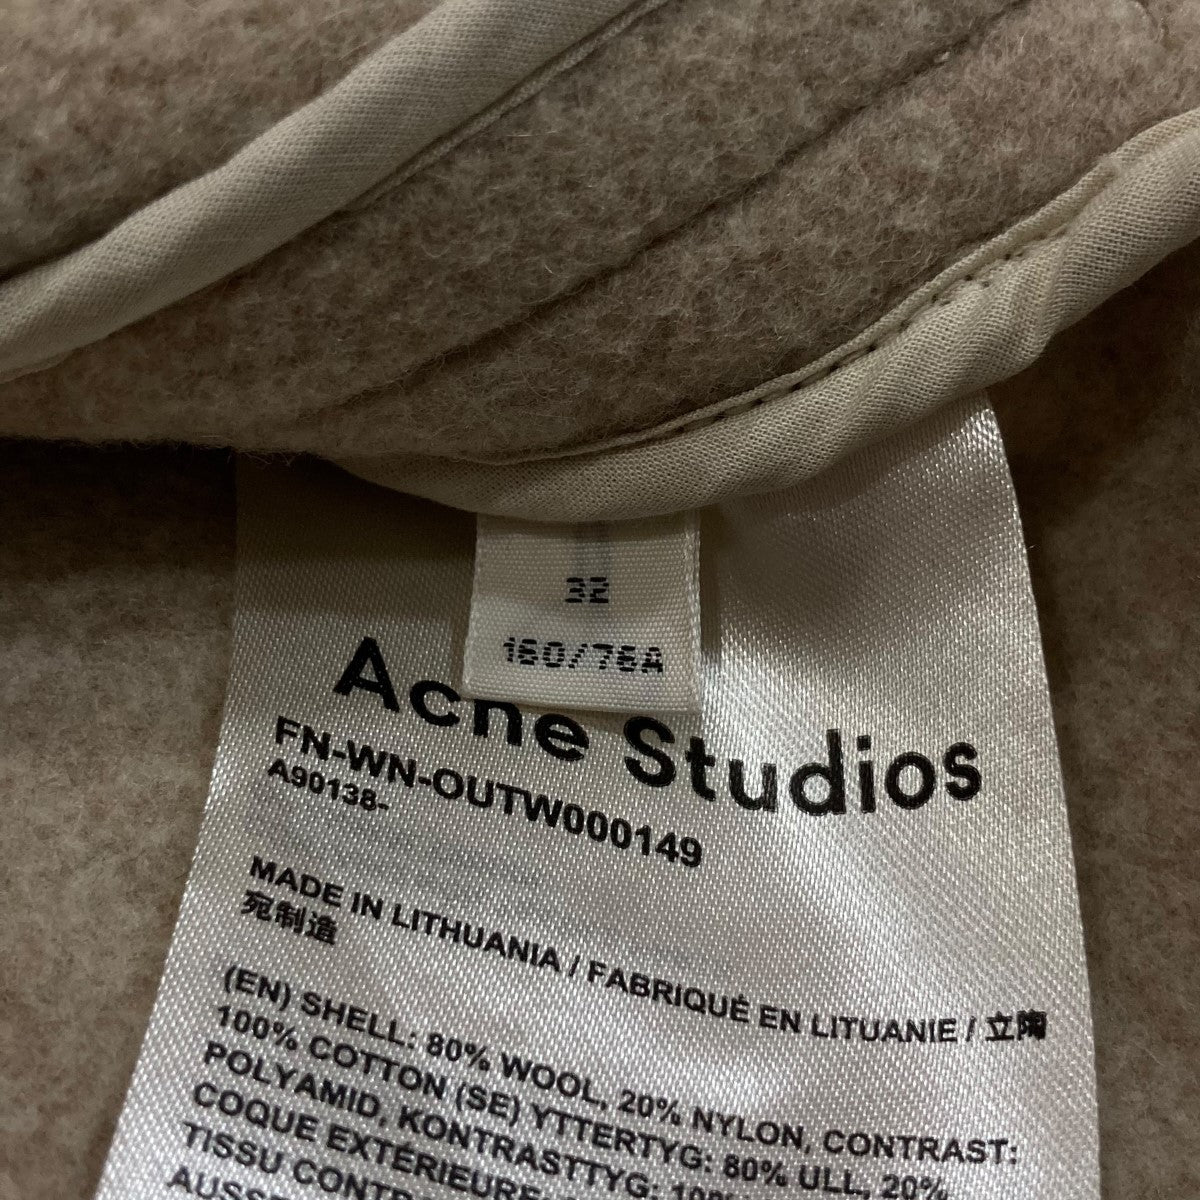 32
160/76A
Acne Studios
FN-WN-OUTW000149
A90138-
MADE IN LITHUANIA / FABRIQUÉ EN LITUANIE / 立陶
宛制造
(EN) SHELL: 80% WOOL, 20% NYLON, CONTRAST:
100% COTTON (SE) YTTERTYG: 80% ULL, 20%
POLYAMID, KONTRASTTYG: 100%
COQUE EXTÉRIEURE
TISSU